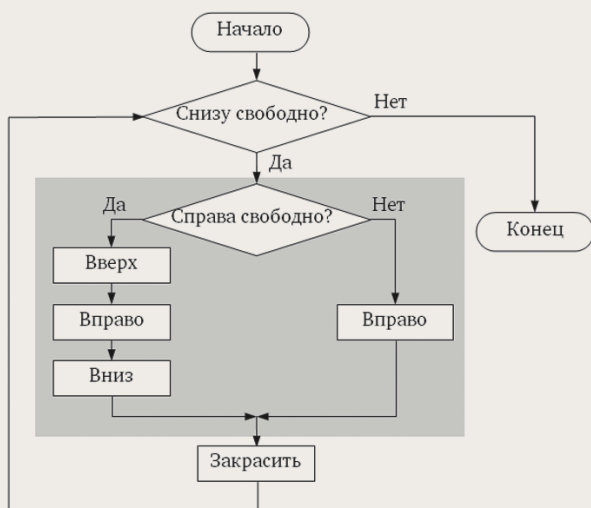 Начало
Снизу свободно?
Нет
Да
Справа свободно?
Да
Нет
Конец
Вверх
Вправо
Вправо
Вниз
Закрасить